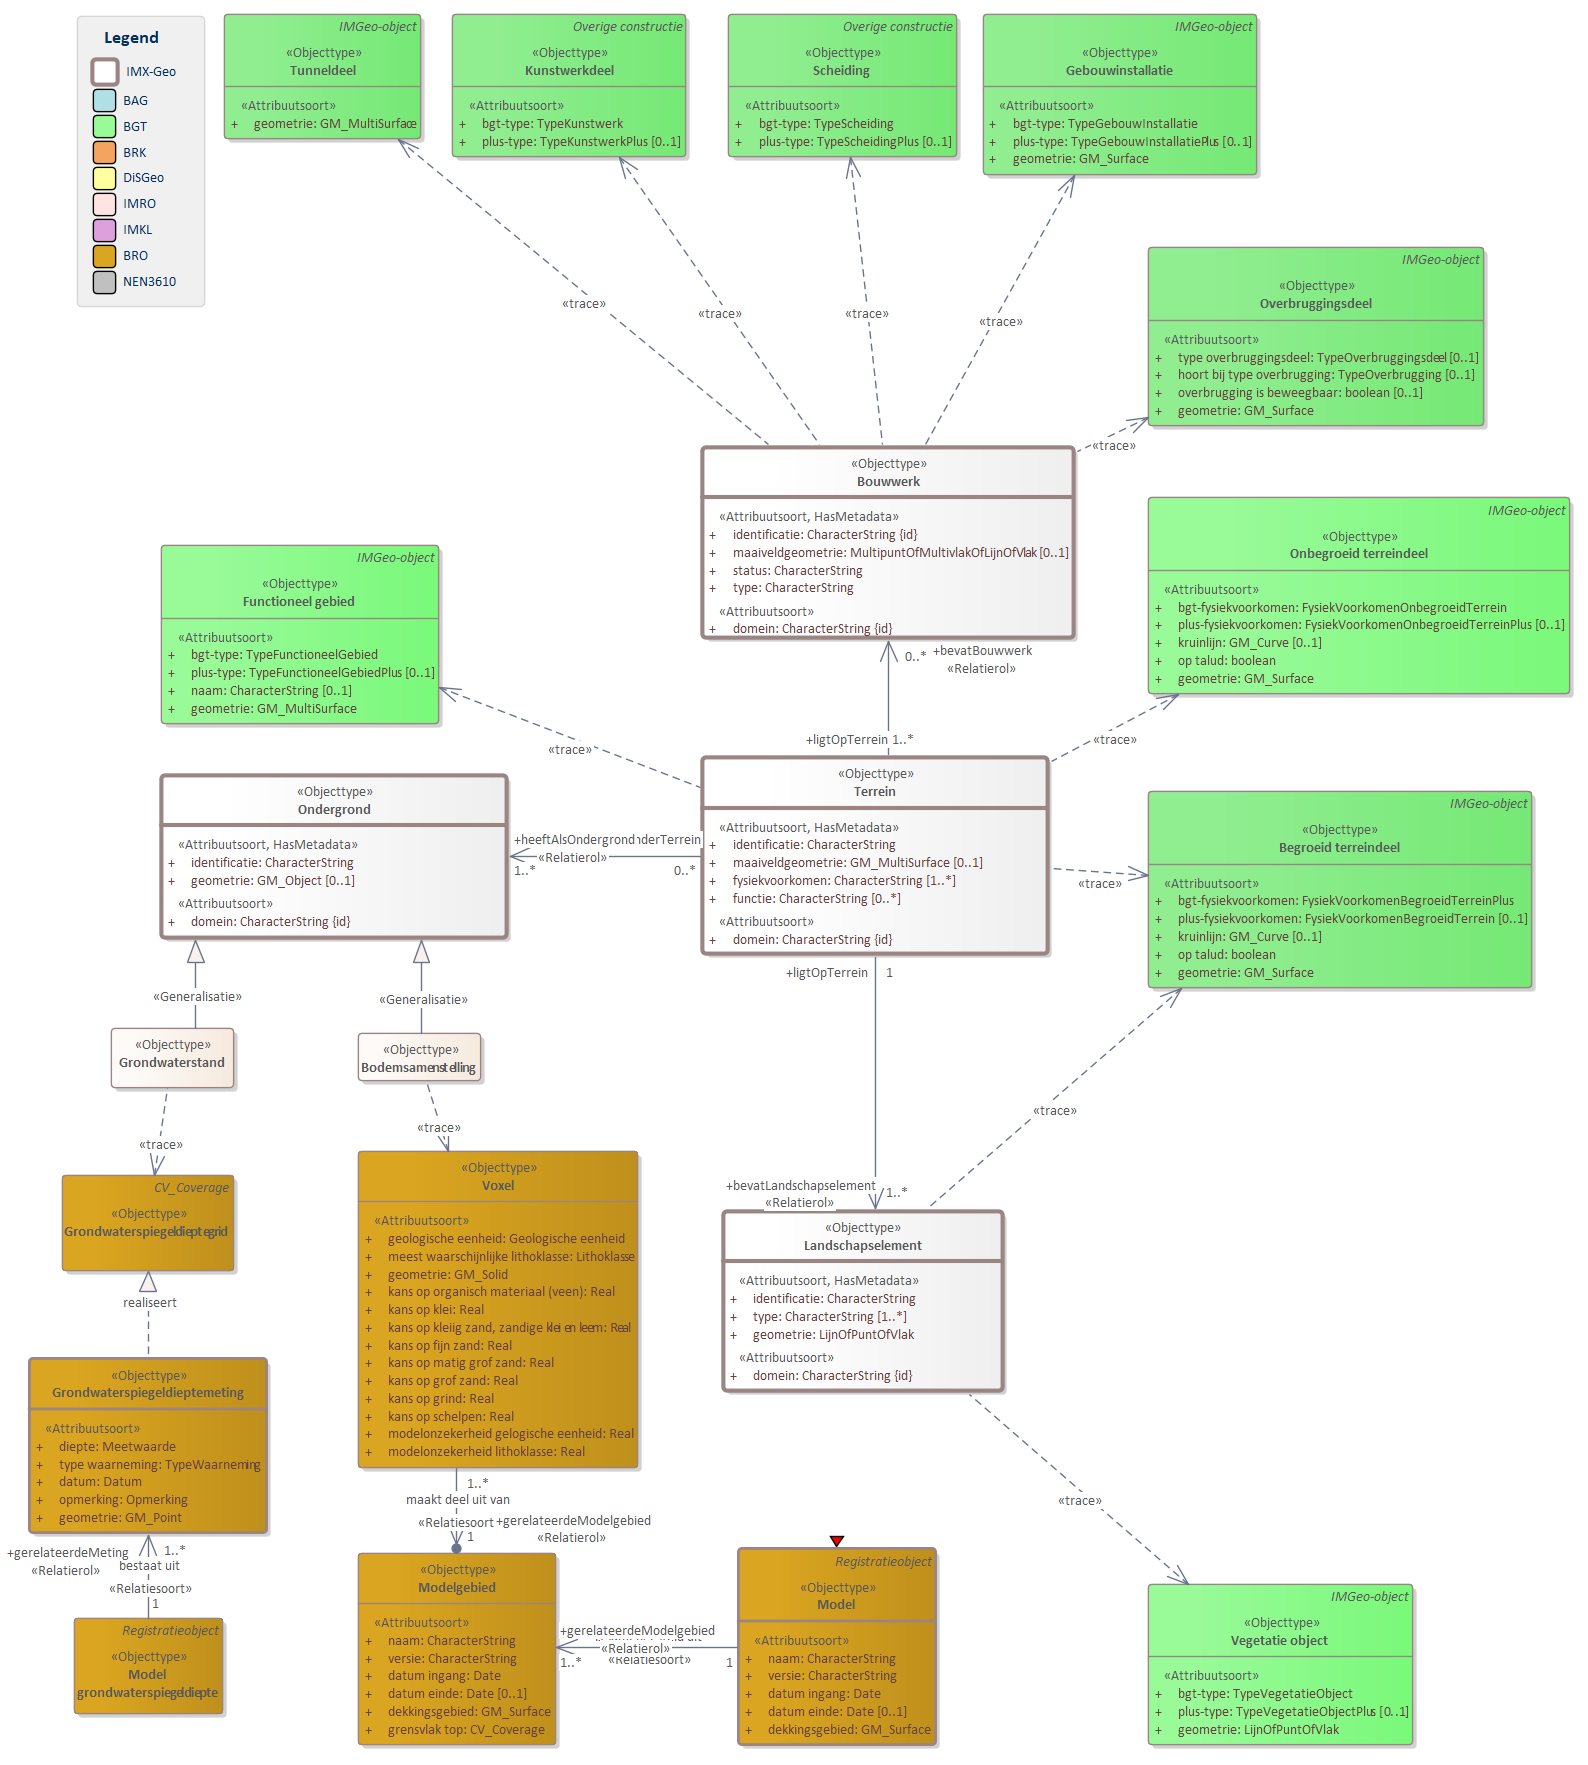 Legend
IMX-Geo
BAG
BGT
BRK
DiSGeo
IMRO
IMKL
BRO
NEN3610
IMGeo-object
«Objecttype»
Tunneldeel
«Attribuutsoort»
+ geometrie: GM_MultiSurface
Overige constructie
«Objecttype»
Kunstwerkdeel
«Attribuutsoort»
+ bgt-type: TypeKunstwerk
+ plus-type: TypeKunstwerkPlus [0..1]
Overige constructie
«Objecttype»
Scheiding
«Attribuutsoort»
+ bgt-type: TypeScheiding
+ plus-type: TypeScheidingPlus [0..1]
IMGeo-object
«Objecttype»
Gebouwinstallatie
«Attribuutsoort»
+ bgt-type: TypeGebouwInstallatie
+ plus-type: TypeGebouwInstallatiePlus [0..1]
+ geometrie: GM_Surface
«trace»
«trace»
«trace»
«trace»
IMGeo-object
«Objecttype»
Overbruggingsdeel
«Attribuutsoort»
+ type overbruggingsdeel: TypeOverbruggingsdeel [0..1]
+ hoort bij type overbrugging: TypeOverbrugging [0..1]
+ overbrugging is beweegbaar: boolean [0..1]
+ geometrie: GM_Surface
«trace»
«Objecttype»
Bouwwerk
«Attribuutsoort, HasMetadata»
+ identificatie: CharacterString {id}
+ maaiveldgeometrie: MultipuntOfMultivlakOfLijnOfVlak [0..1]
+ status: CharacterString
+ type: CharacterString
«Attribuutsoort»
+ domein: CharacterString {id}
0..* +bevatBouwwerk
«Relatierol»
+ligtOpTerrein 1..*
IMGeo-object
«Objecttype»
Onbegroeid terreindeel
«Attribuutsoort»
+ bgt-fysiekvoorkomen: FysiekVoorkomenOnbegroeidTerrein
+ plus-fysiekvoorkomen: FysiekVoorkomenOnbegroeidTerreinPlus [0..1]
+ kruinlijn: GM_Curve [0..1]
+ op talud: boolean
+ geometrie: GM_Surface
«trace»
IMGeo-object
«Objecttype»
Functioneel gebied
«Attribuutsoort»
+ bgt-type: TypeFunctioneelGebied
+ plus-type: TypeFunctioneelGebiedPlus [0..1]
+ naam: CharacterString [0..1]
+ geometrie: GM_MultiSurface
«trace»
«Objecttype»
Ondergrond
«Attribuutsoort, HasMetadata»
+ identificatie: CharacterString
+ geometrie: GM_Object [0..1]
«Attribuutsoort»
+ domein: CharacterString {id}
+heeftAlsOndergrond nderTerrein
«Relatierol»
1..* 0..*
«Objecttype»
Terrein
«Attribuutsoort, HasMetadata»
+ identificatie: CharacterString
+ maaiveldgeometrie: GM_MultiSurface [0..1]
+ fysiekvoorkomen: CharacterString [1..*]
+ functie: CharacterString [0..*]
«Attribuutsoort»
+ domein: CharacterString {id}
+ligtOpTerrein 1
IMGeo-object
«Objecttype»
Begroeid terreindeel
«Attribuutsoort»
+ bgt-fysiekvoorkomen: FysiekVoorkomenBegroeidTerreinPlus
+ plus-fysiekvoorkomen: FysiekVoorkomenBegroeidTerrein [0..1]
+ kruinlijn: GM_Curve [0..1]
+ op talud: boolean
+ geometrie: GM_Surface
«trace»
«trace»
«Generalisatie»
«Generalisatie»
«Objecttype»
Grondwaterstand
«Objecttype»
Bodemsamenstelling
«trace»
«trace»
CV_Coverage
«Objecttype»
Grondwaterspiegeldieptegrid
realiseert
«Objecttype»
Grondwaterspiegeldieptemeting
«Attribuutsoort»
+ diepte: Meetwaarde
+ type waarneming: TypeWaarneming
+ datum: Datum
+ opmerking: Opmerking
+ geometrie: GM_Point
+gerelateerdeMeting
«Relatierol»
1..*
bestaat uit
«Relatiesoort»
1
Registratieobject
«Objecttype»
Model
grondwaterspiegeldiepte
«Objecttype»
Voxel
«Attribuutsoort»
+ geologische eenheid: Geologische eenheid
+ meest waarschijnlijke lithoklasse: Lithoklasse
+ geometrie: GM_Solid
+ kans op organisch materiaal (veen): Real
+ kans op klei: Real
+ kans op kleiig zand, zandige klei en leem: Real
+ kans op fijn zand: Real
+ kans op matig grof zand: Real
+ kans op grof zand: Real
+ kans op grind: Real
+ kans op schelpen: Real
+ modelonzekerheid gelogische eenheid: Real
+ modelonzekerheid lithoklasse: Real
1..*
maakt deel uit van
«Relatiesoort
+gerelateerdeModelgebied
1
«Relatierol»
«Objecttype»
Modelgebied
«Attribuutsoort»
+ naam: CharacterString
+ versie: CharacterString
+ datum ingang: Date
+ datum einde: Date [0..1]
+ dekkingsgebied: GM_Surface
+ grensvlak top: CV_Coverage
+gerelateerdeModelgebied
«Relatierol»
«Relatiesoort»
1..* 1
Registratieobject
«Objecttype»
Model
«Attribuutsoort»
+ naam: CharacterString
+ versie: CharacterString
+ datum ingang: Date
+ datum einde: Date [0..1]
+ dekkingsgebied: GM_Surface
+bevatLandschapselement
«Relatierol»
1..*
«Objecttype»
Landschapselement
«Attribuutsoort, HasMetadata»
+ identificatie: CharacterString
+ type: CharacterString [1..*]
+ geometrie: LijnOfPuntOfVlak
«Attribuutsoort»
+ domein: CharacterString {id}
«trace»
IMGeo-object
«Objecttype»
Vegetatie object
«Attribuutsoort»
+ bgt-type: TypeVegetatieObject
+ plus-type: TypeVegetatieObjectPlus [0..1]
+ geometrie: LijnOfPuntOfVlak